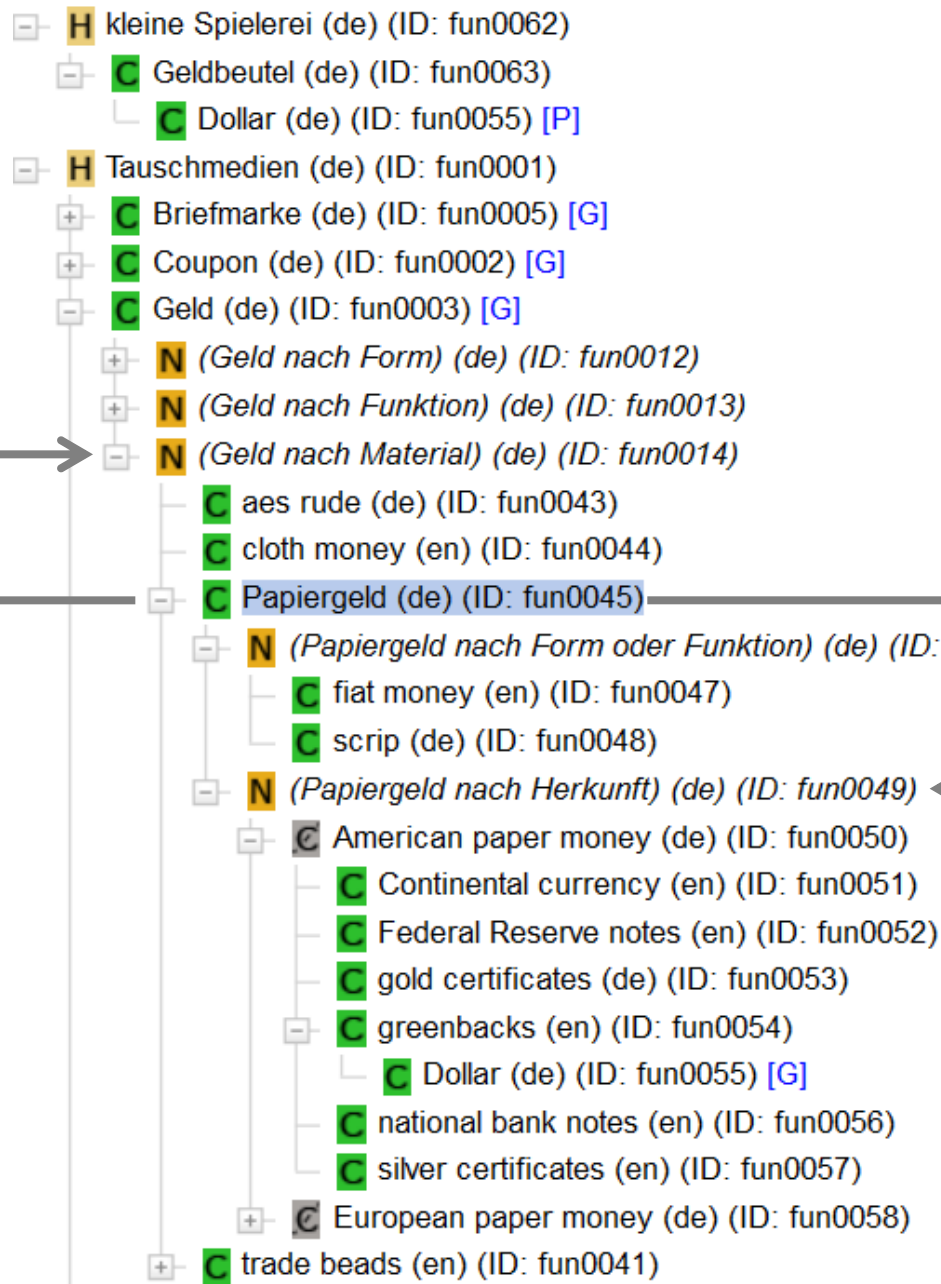 H kleine Spielerei (de) (ID: fun0062)
C Geldbeutel (de) (ID: fun0063)
C Dollar (de) (ID: fun0055) [P]
H Tauschmedien (de) (ID: fun0001)
C Briefmarke (de) (ID: fun0005) [G]
C Coupon (de) (ID: fun0002) [G]
C Geld (de) (ID: fun0003) [G]
N (Geld nach Form) (de) (ID: fun0012)
N (Geld nach Funktion) (de) (ID: fun0013)
N (Geld nach Material) (de) (ID: fun0014)
C aes rude (de) (ID: fun0043)
C cloth money (en) (ID: fun0044)
C Papiergeld (de) (ID: fun0045)
N (Papiergeld nach Form oder Funktion) (de) (ID:
C fiat money (en) (ID: fun0047)
C scrip (de) (ID: fun0048)
N (Papiergeld nach Herkunft) (de) (ID: fun0049)
C American paper money (de) (ID: fun0050)
C Continental currency (en) (ID: fun0051)
C Federal Reserve notes (en) (ID: fun0052)
C gold certificates (de) (ID: fun0053)
C greenbacks (en) (ID: fun0054)
C Dollar (de) (ID: fun0055) [G]
C national bank notes (en) (ID: fun0056)
C silver certificates (en) (ID: fun0057)
C European paper money (de) (ID: fun0058)
C trade beads (en) (ID: fun0041)